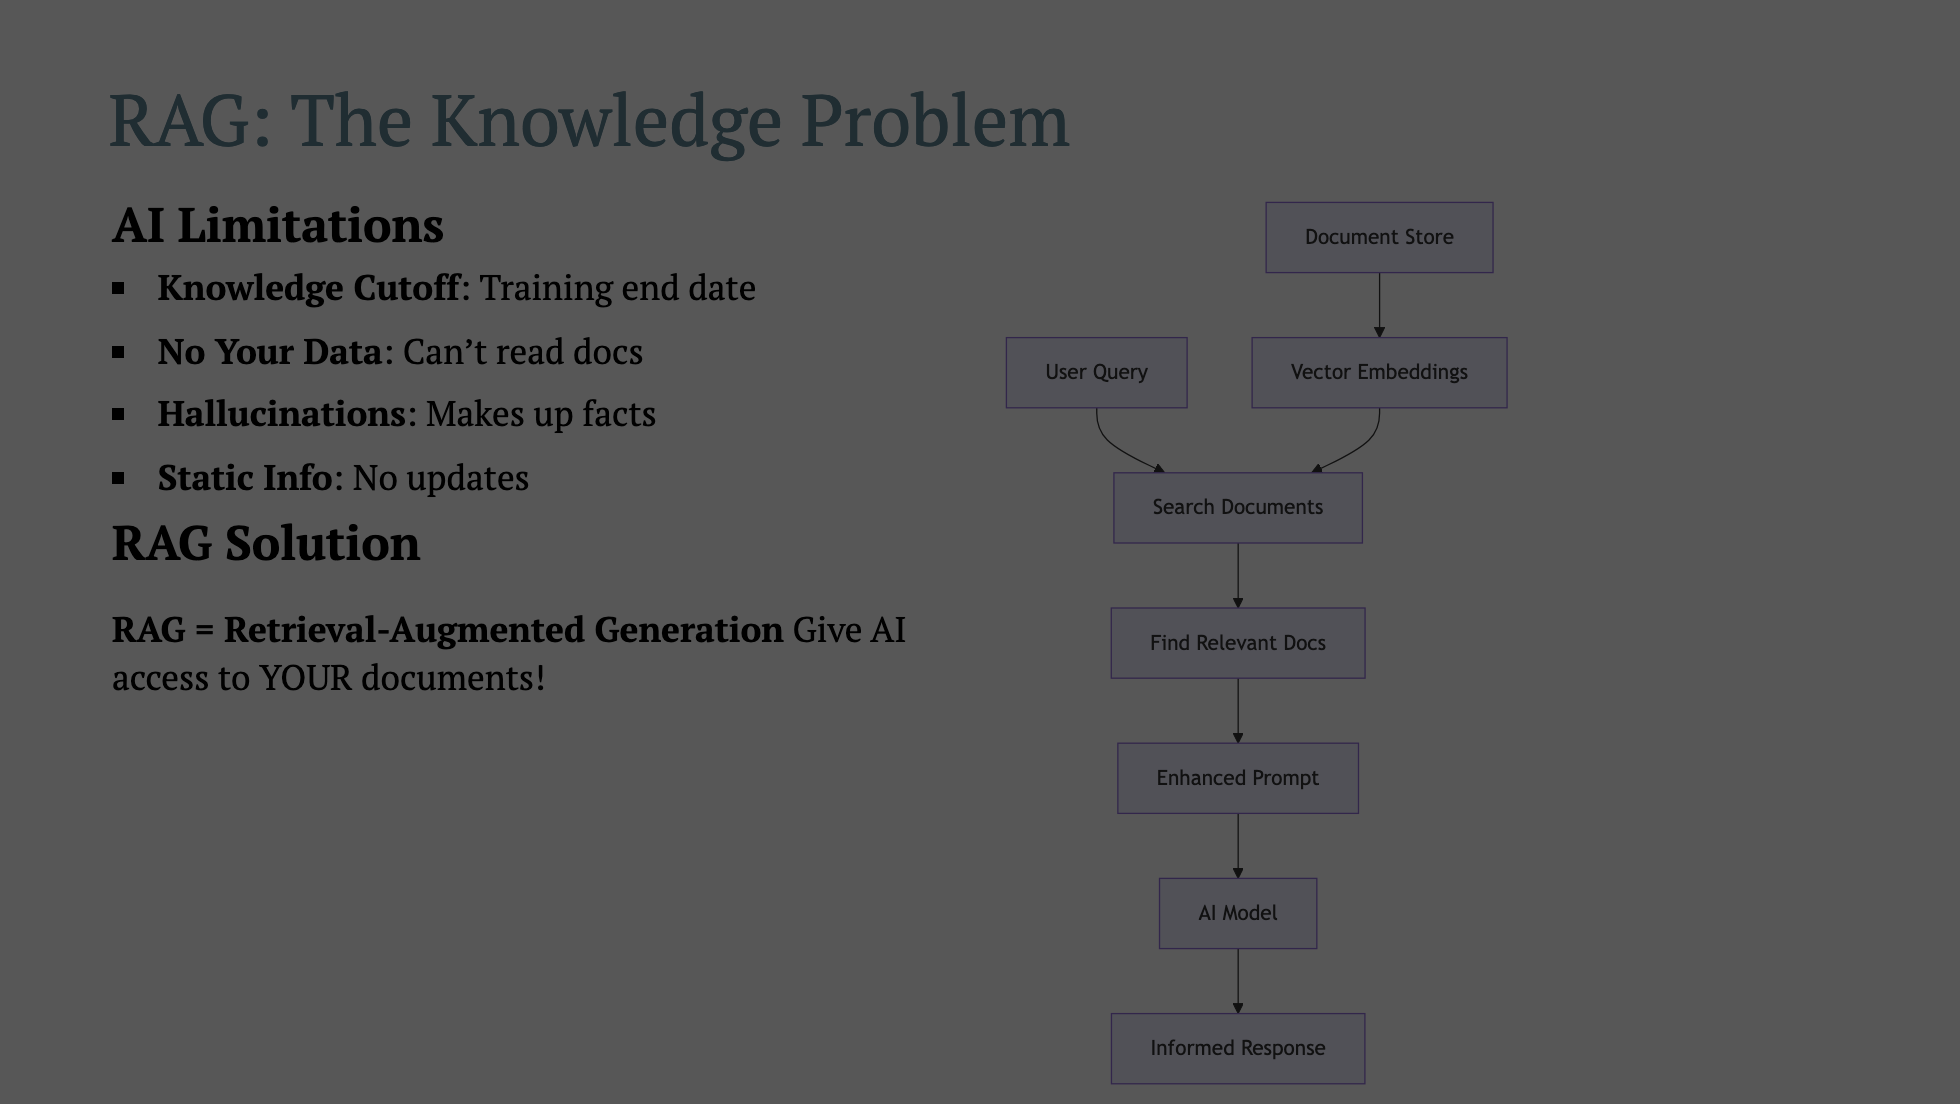 RAG: The Knowledge Problem
AI Limitations
Knowledge Cutoff: Training end date
No Your Data: Can’t read docs
Hallucinations: Makes up facts
Static Info: No updates
RAG Solution
RAG = Retrieval-Augmented Generation Give AI
access to YOUR documents!
Document Store
User Query
Vector Embeddings
Search Documents
Find Relevant Docs
Enhanced Prompt
AI Model
Informed Response